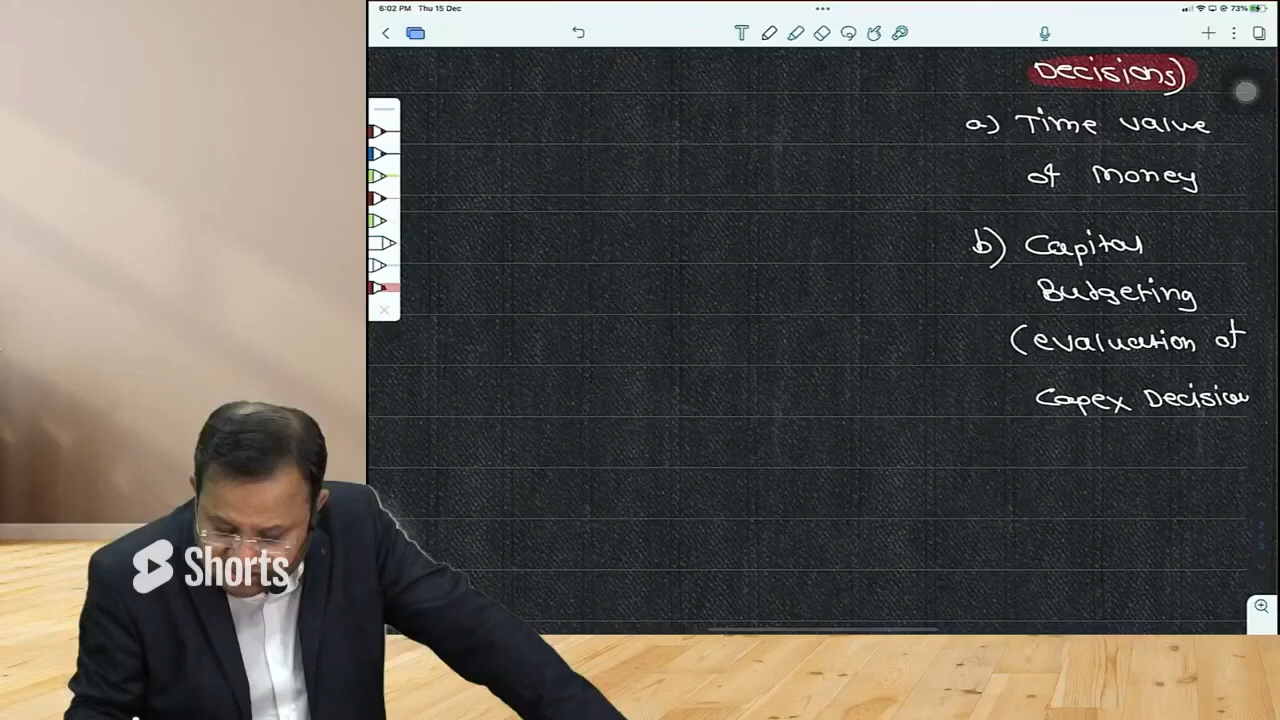 6:02 PM Thu 15 Dec
73%
T
Decisions)
a) Time value
of Money
b) Capital
Budgeting
(evaluation of
Capex Decision
Shorts